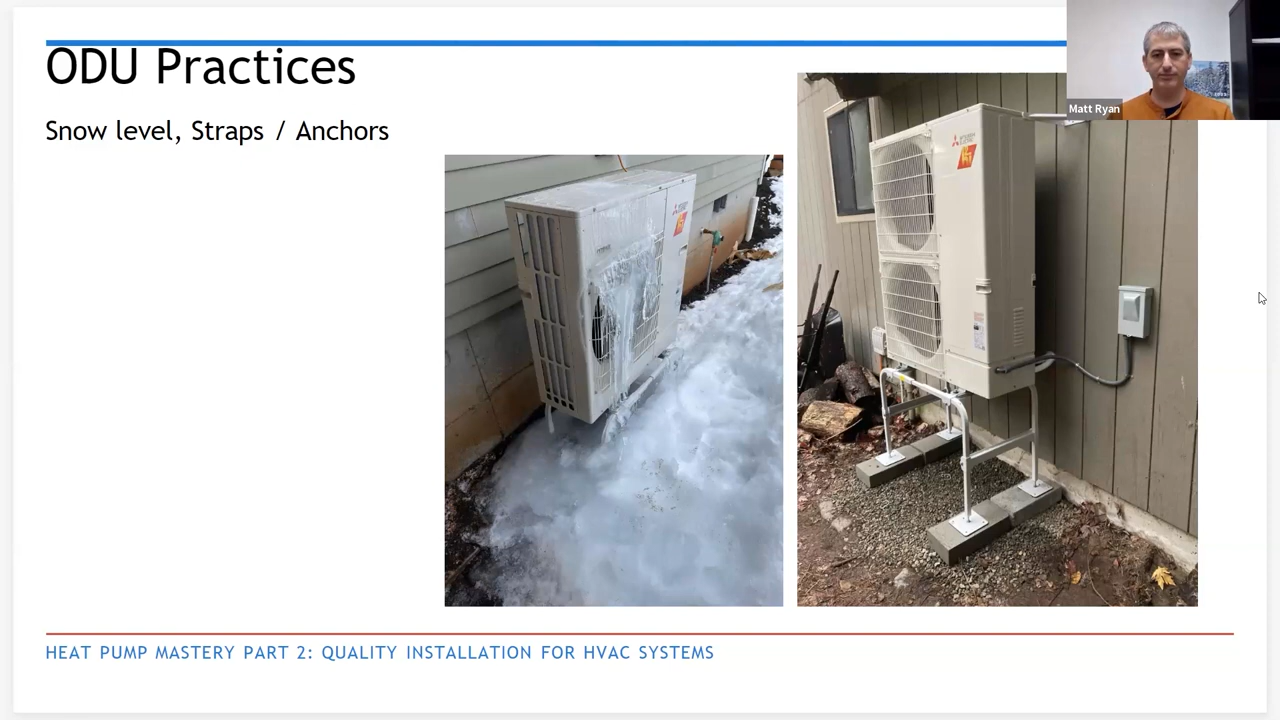 ODU Practices
Snow level, Straps / Anchors
Matt Ryan
HEAT PUMP MASTERY PART 2: QUALITY INSTALLATION FOR HVAC SYSTEMS